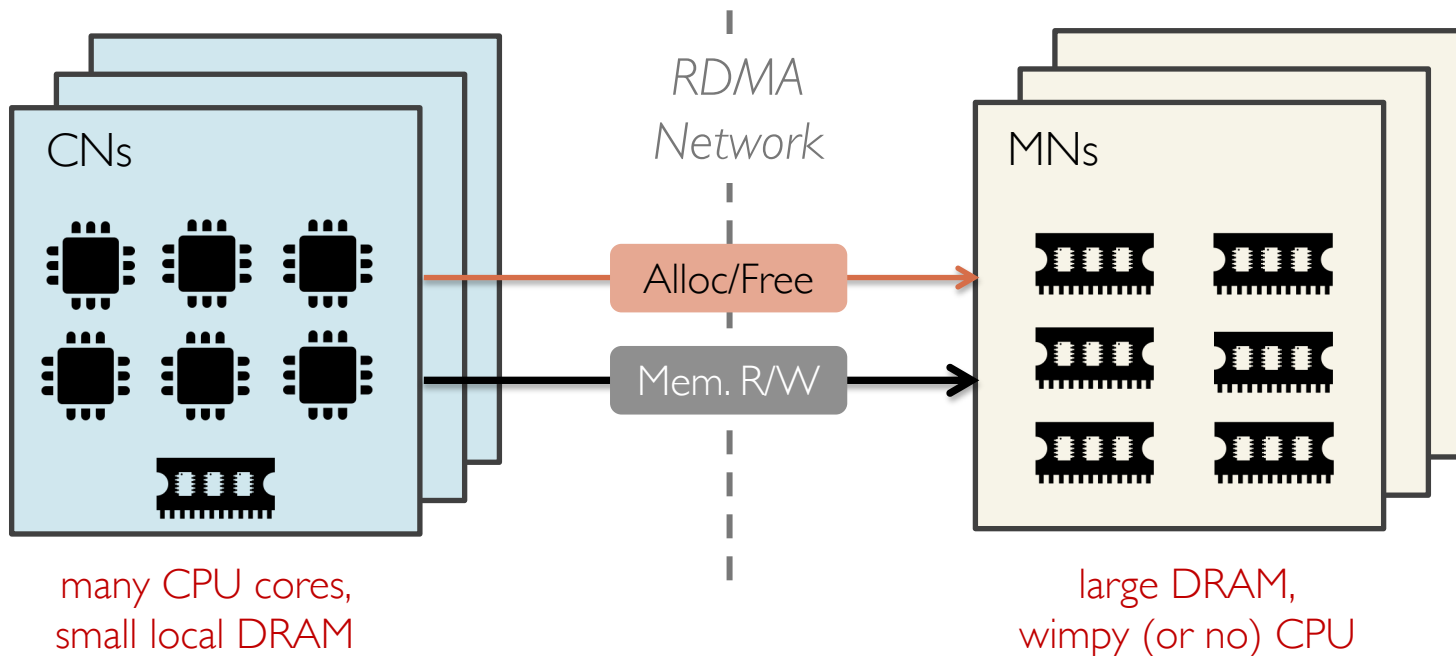 RDMA
Network
CNs
MNs
Alloc/Free
Mem. R/W
many CPU cores,
small local DRAM
large DRAM,
wimpy (or no) CPU